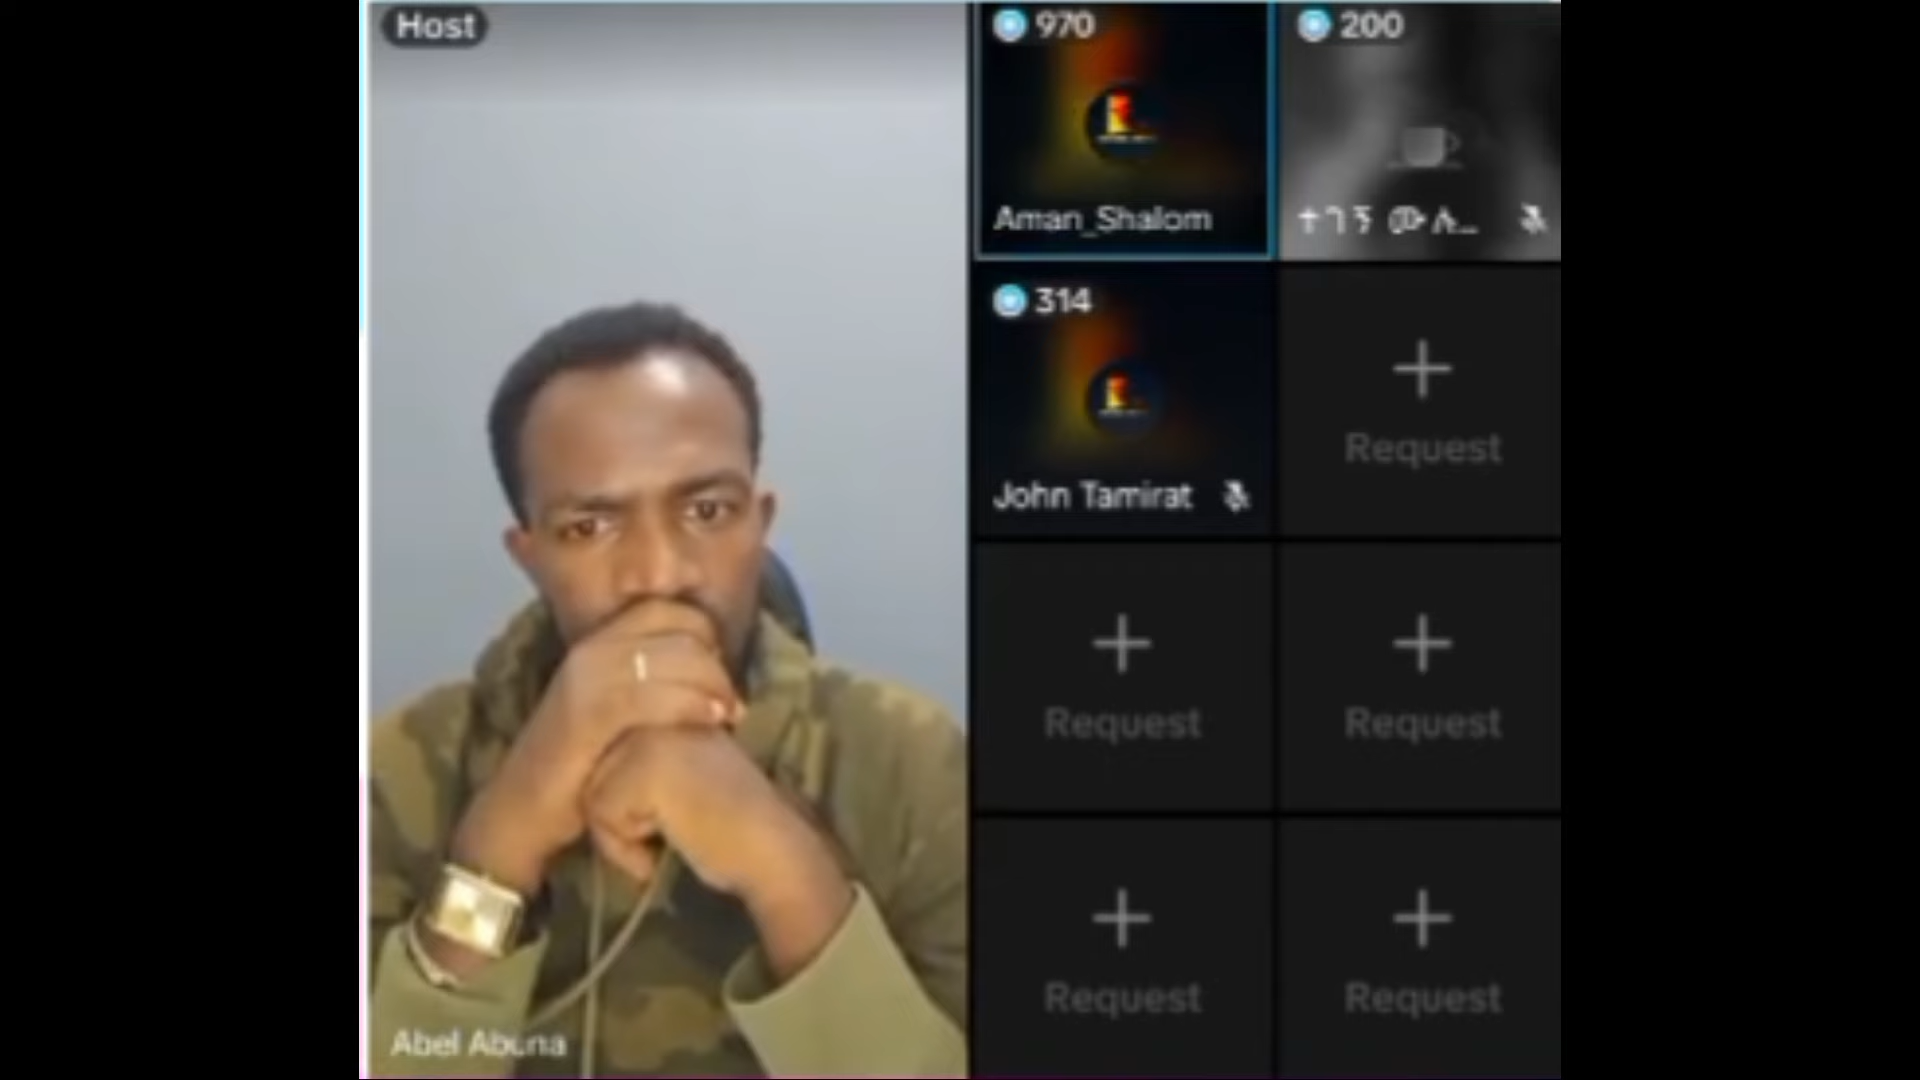 Host
970
200
Aman_Shalom
314
Request
John Tamirat
Request
Request
Request
Request
Abel Abuna